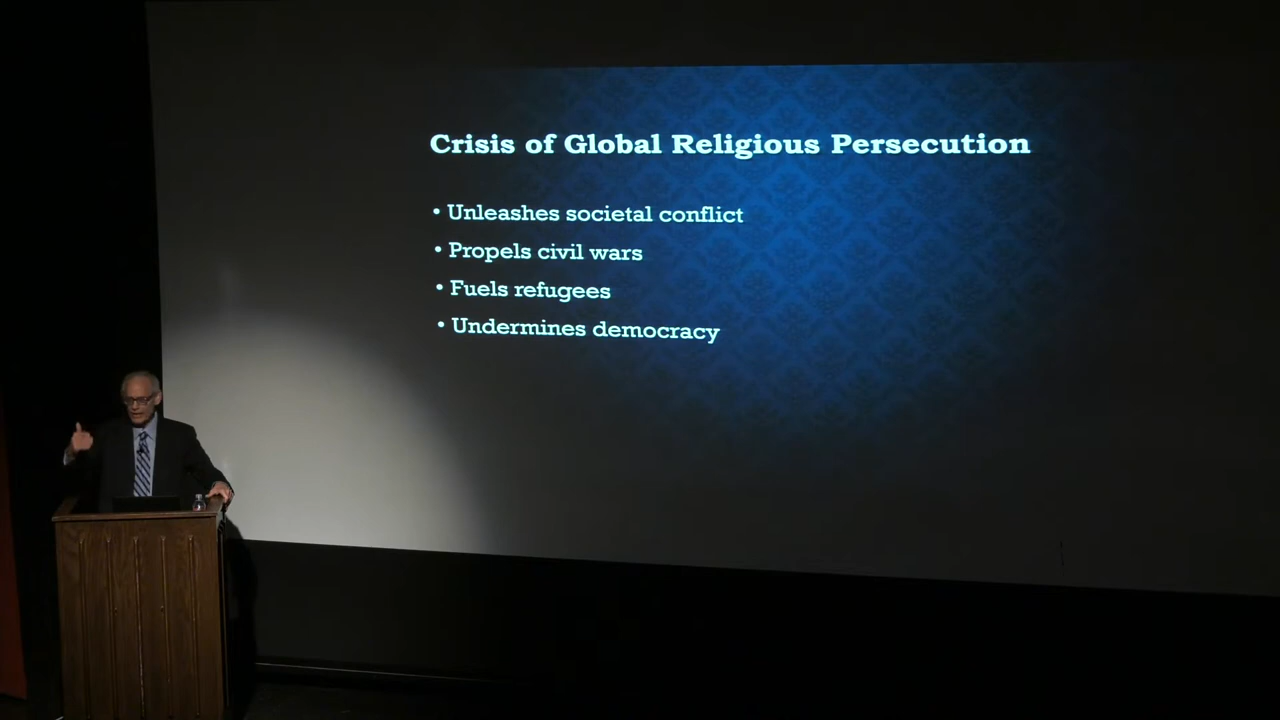 Crisis of Global Religious Persecution
• Unleashes societal conflict
• Propels civil wars
• Fuels refugees
• Undermines democracy